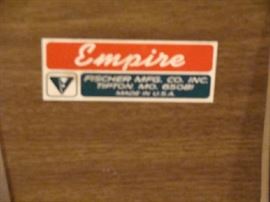 Empire
FISCHER MFG. CO. INC.
TIPTON, MO. 65081
MADE IN U.S.A.